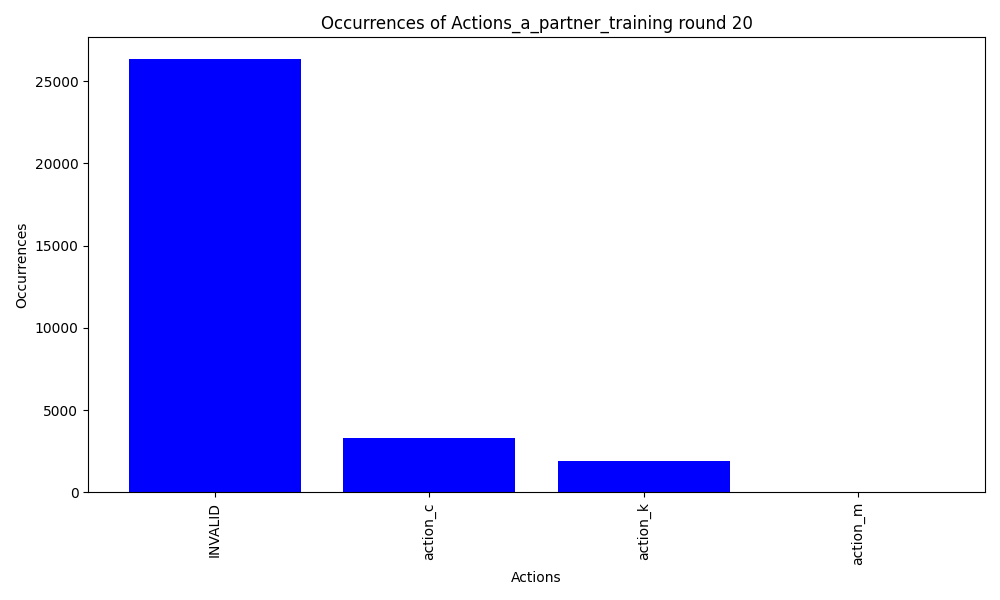 Occurrences of Actions_a_partner_training round 20
Occurrences
25000
20000
15000
10000
5000
0
INVALID
action_c
action_k
action_m
Actions